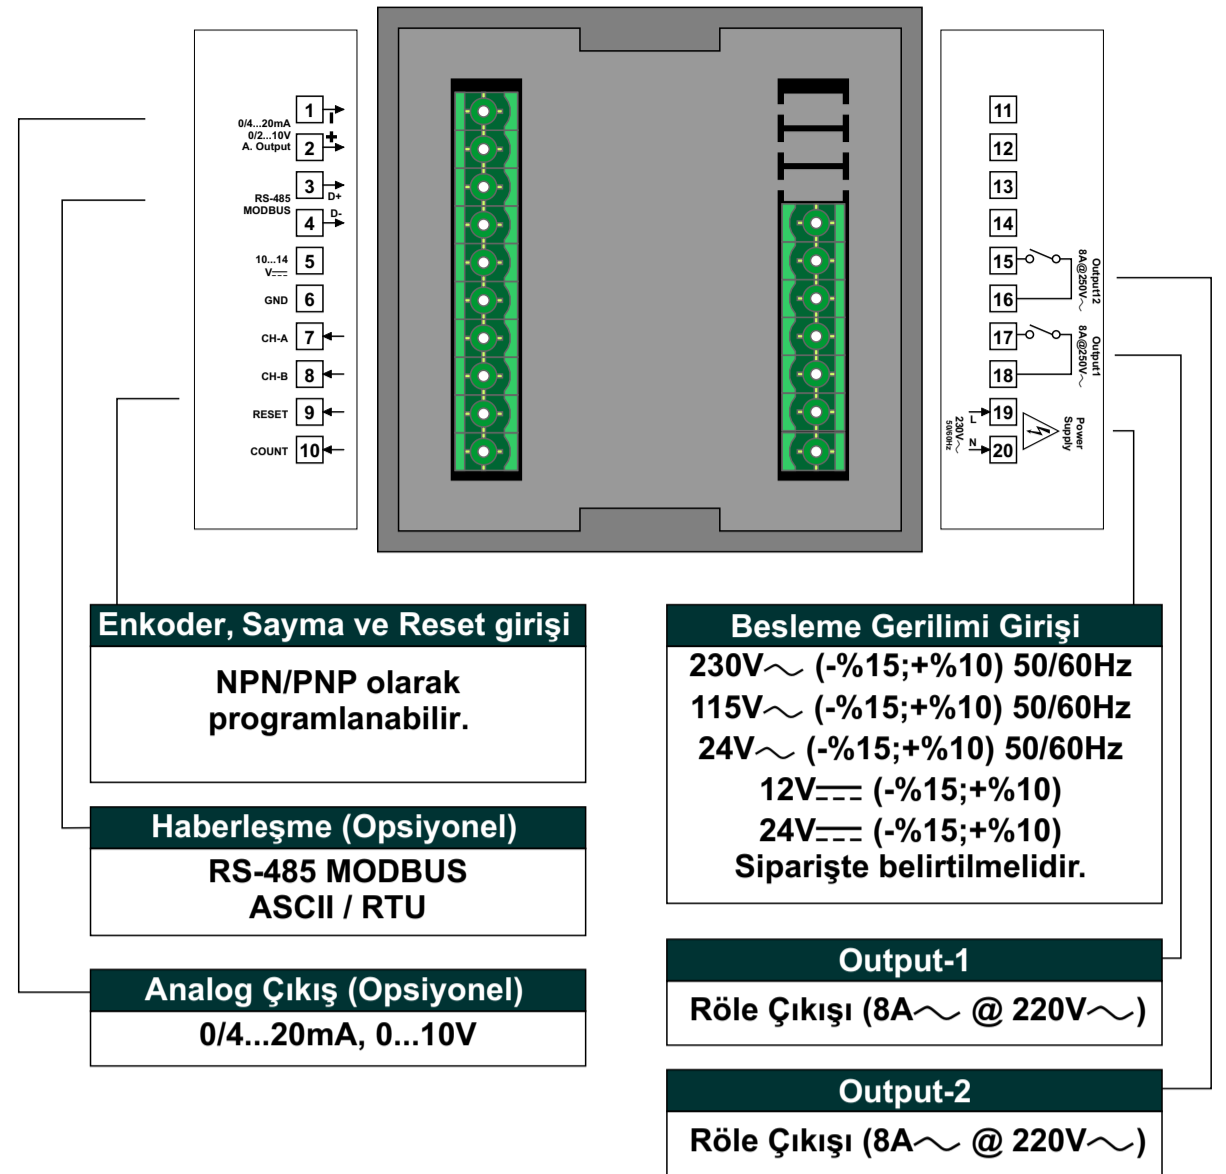 1
0/4...20mA
0/2...10V
A. Output
2
3
D+
RS-485
MODBUS
D-
4
10...14
V
5
GND 6
CH-A 7
CH-B 8
RESET 9
COUNT 10
11
12
13
14
15
16
Output12
8A@250V～
17
18
Output1
8A@250V～
19
L
20
N
230V～
50/60Hz
Power
Supply
Enkoder, Sayma ve Reset girişi
NPN/PNP olarak
programlanabilir.
Haberleşme (Opsiyonel)
RS-485 MODBUS
ASCII / RTU
Analog Çıkış (Opsiyonel)
0/4...20mA, 0...10V
Besleme Gerilimi Girişi
230V～ (-%15;+%10) 50/60Hz
115V～ (-%15;+%10) 50/60Hz
24V～ (-%15;+%10) 50/60Hz
12V⎓ (-%15;+%10)
24V⎓ (-%15;+%10)
Siparişte belirtilmelidir.
Output-1
Röle Çıkışı (8A～ @ 220V～)
Output-2
Röle Çıkışı (8A～ @ 220V～)